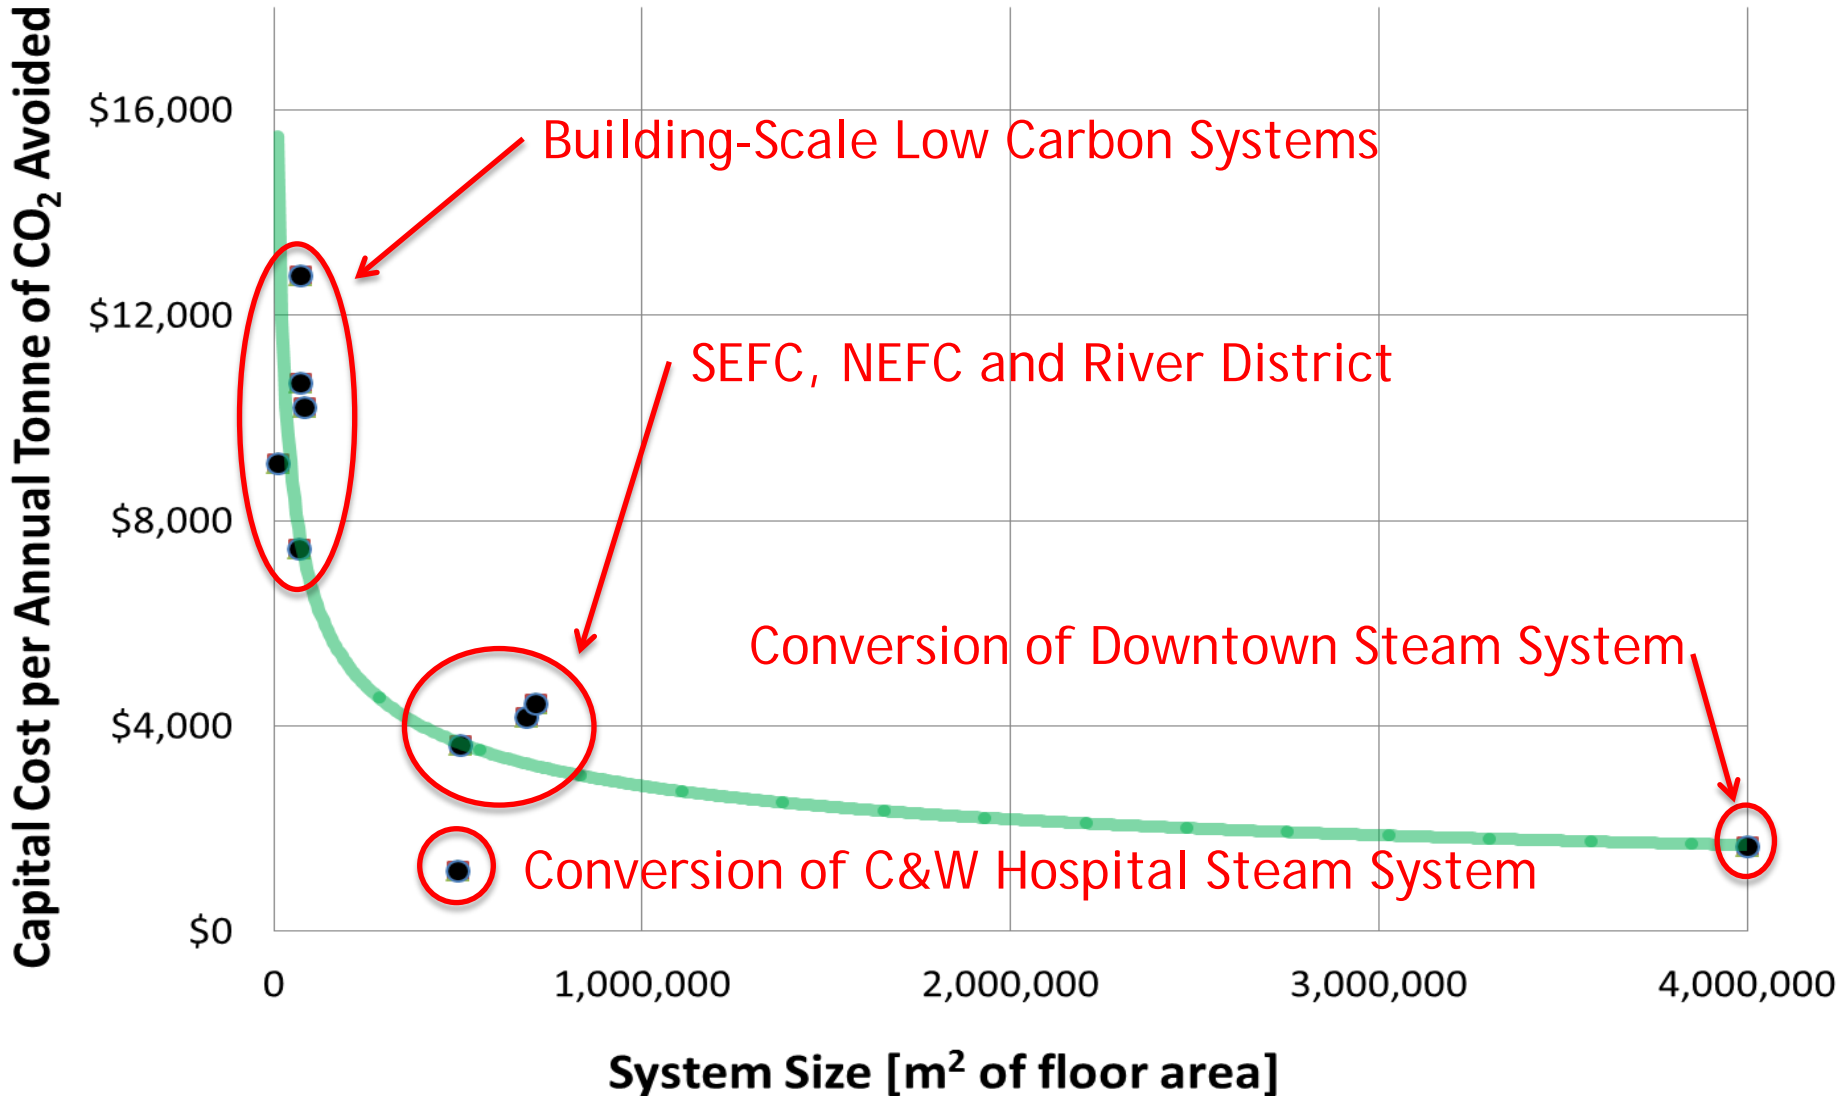 Capital Cost per Annual Tonne of CO₂ Avoided
$16,000
$12,000
$8,000
$4,000
$0
Building-Scale Low Carbon Systems
SEFC, NEFC and River District
Conversion of Downtown Steam System
Conversion of C&W Hospital Steam System
0
1,000,000
2,000,000
3,000,000
4,000,000
System Size [m² of floor area]